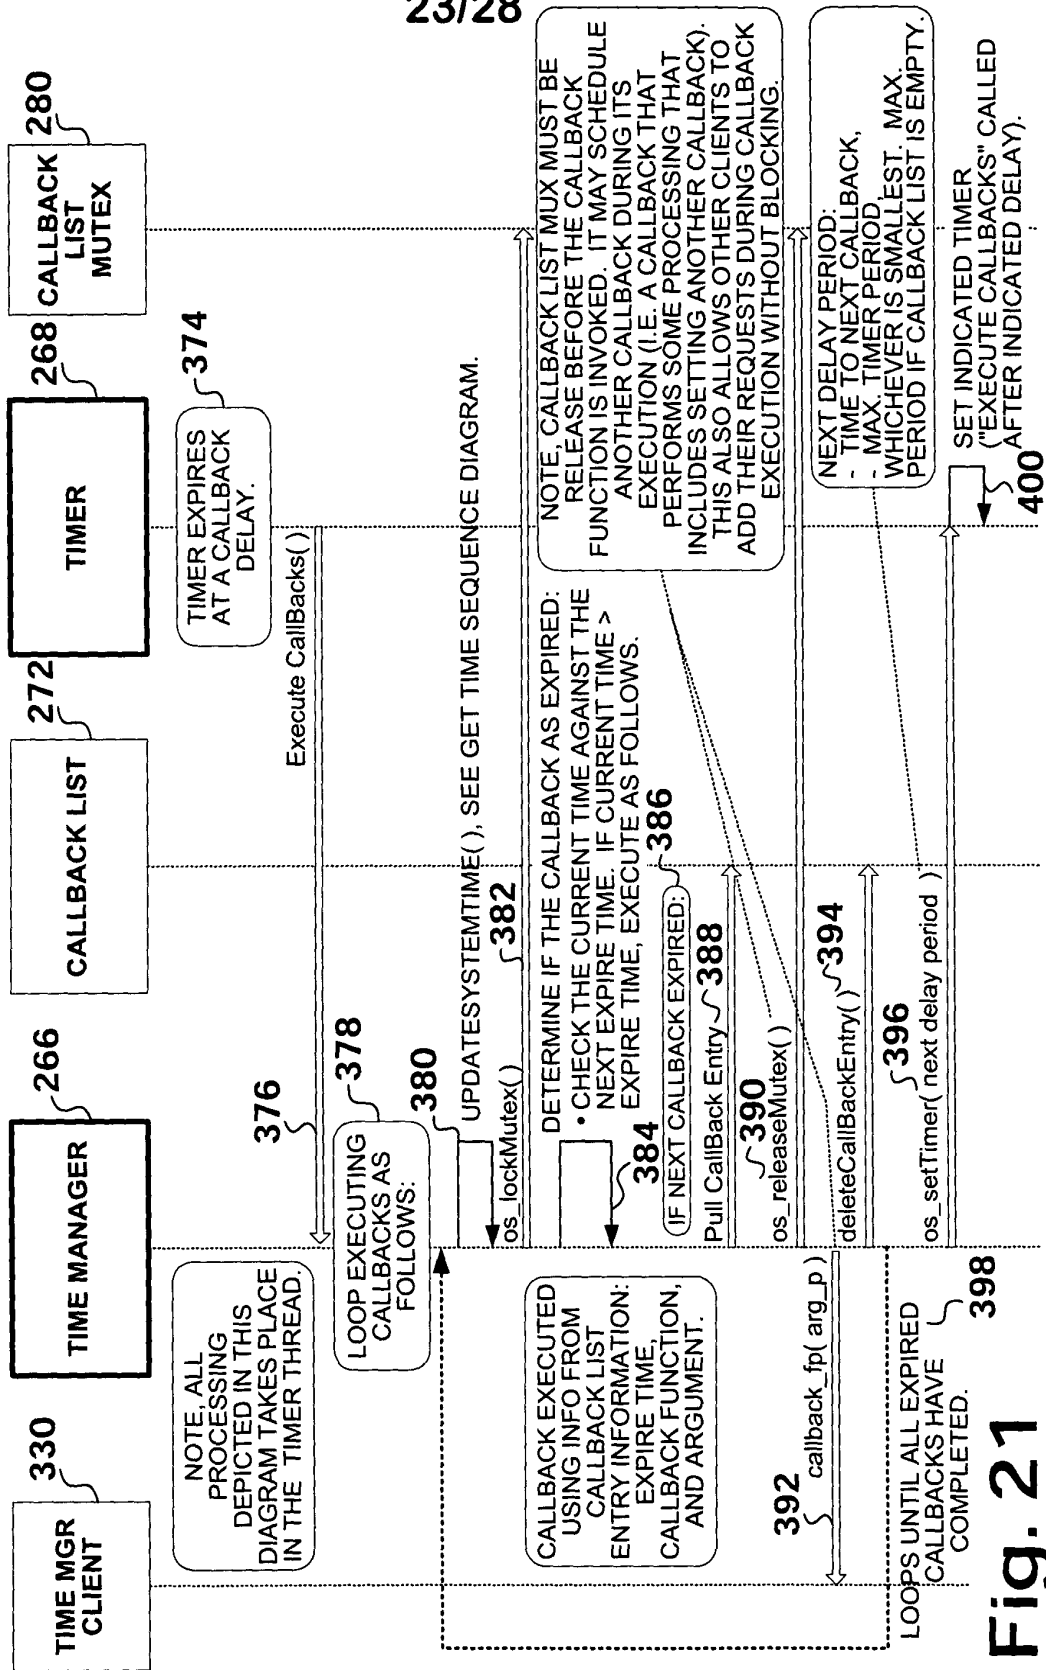 23/28
TIME MGR
CLIENT
330
TIME MANAGER
266
CALLBACK LIST
272
TIMER
268
CALLBACK
LIST
MUTEX
280
NOTE, ALL
PROCESSING
DEPICTED IN THIS
DIAGRAM TAKES PLACE
IN THE TIMER THREAD.
TIMER EXPIRES
AT A CALLBACK
DELAY.
374
Execute CallBacks( )
376
LOOP EXECUTING
CALLBACKS AS
FOLLOWS:
378
380
UPDATESYSTEMTIME( ), SEE GET TIME SEQUENCE DIAGRAM.
os_lockMutex( )
382
DETERMINE IF THE CALLBACK AS EXPIRED:
• CHECK THE CURRENT TIME AGAINST THE
NEXT EXPIRE TIME. IF CURRENT TIME >
EXPIRE TIME, EXECUTE AS FOLLOWS.
384
NOTE, CALLBACK LIST MUX MUST BE
RELEASE BEFORE THE CALLBACK
FUNCTION IS INVOKED. IT MAY SCHEDULE
ANOTHER CALLBACK DURING ITS
EXECUTION (I.E. A CALLBACK THAT
PERFORMS SOME PROCESSING THAT
INCLUDES SETTING ANOTHER CALLBACK).
THIS ALSO ALLOWS OTHER CLIENTS TO
ADD THEIR REQUESTS DURING CALLBACK
EXECUTION WITHOUT BLOCKING.
CALLBACK EXECUTED
USING INFO FROM
CALLBACK LIST
ENTRY INFORMATION:
EXPIRE TIME,
CALLBACK FUNCTION,
AND ARGUMENT.
IF NEXT CALLBACK EXPIRED:
386
Pull CallBack Entry
388
390
os_releaseMutex( )
392
callback_fp( arg_p )
deleteCallBackEntry( )
394
NEXT DELAY PERIOD:
- TIME TO NEXT CALLBACK,
- MAX. TIMER PERIOD,
WHICHEVER IS SMALLEST. MAX.
PERIOD IF CALLBACK LIST IS EMPTY.
LOOPS UNTIL ALL EXPIRED
CALLBACKS HAVE
COMPLETED.
398
396
os_setTimer( next delay period )
SET INDICATED TIMER
("EXECUTE CALLBACKS" CALLED
AFTER INDICATED DELAY).
400
Fig. 21